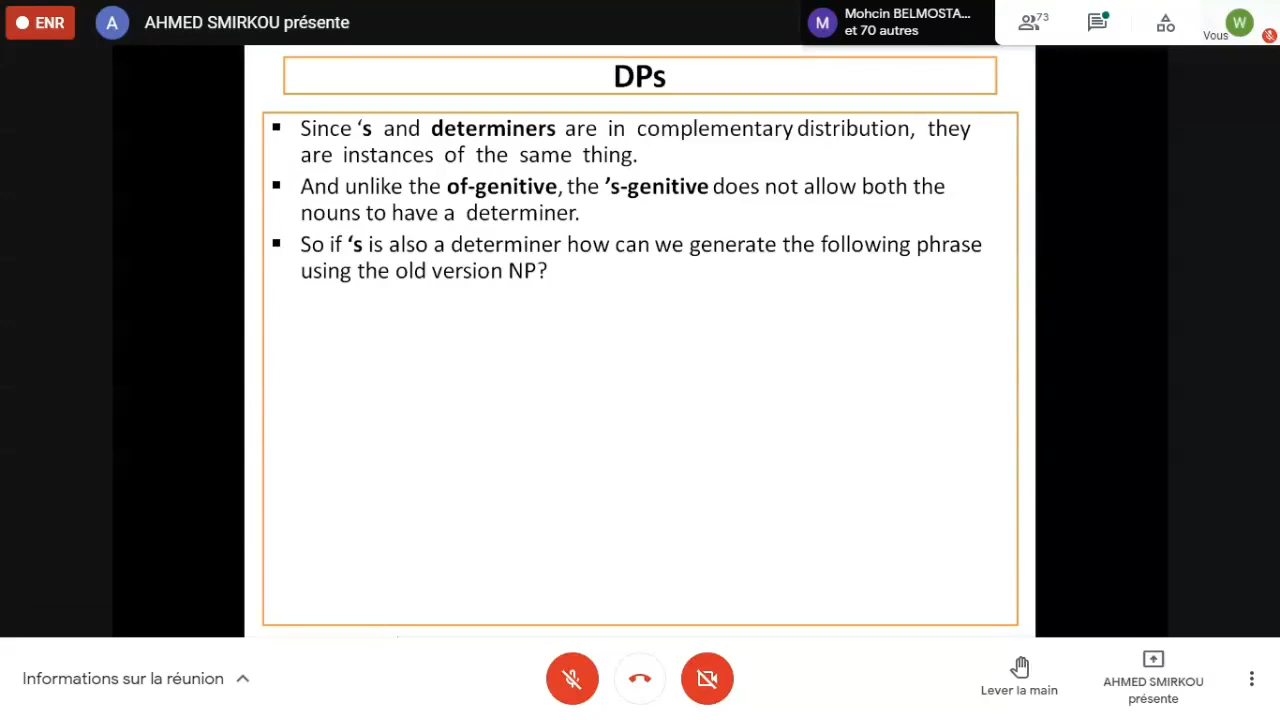 ENR
A
AHMED SMIRKOU présente
M
Mohcin BELMOSTA...
et 70 autres
73
Vous
W
DPs
▪ Since ‘s and determiners are in complementary distribution, they
are instances of the same thing.
▪ And unlike the of-genitive, the ’s-genitive does not allow both the
nouns to have a determiner.
▪ So if ‘s is also a determiner how can we generate the following phrase
using the old version NP?
Informations sur la réunion
Lever la main
AHMED SMIRKOU
présente